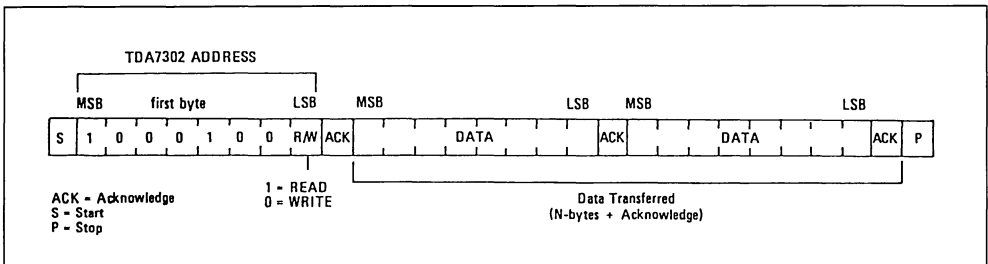 TDA7302 ADDRESS
MSB first byte LSB MSB LSB MSB LSB
S 1 0 0 0 1 0 0 R/W ACK DATA ACK DATA ACK P
1 = READ
0 = WRITE
ACK = Acknowledge
S = Start
P = Stop
Data Transferred
(N-bytes + Acknowledge)